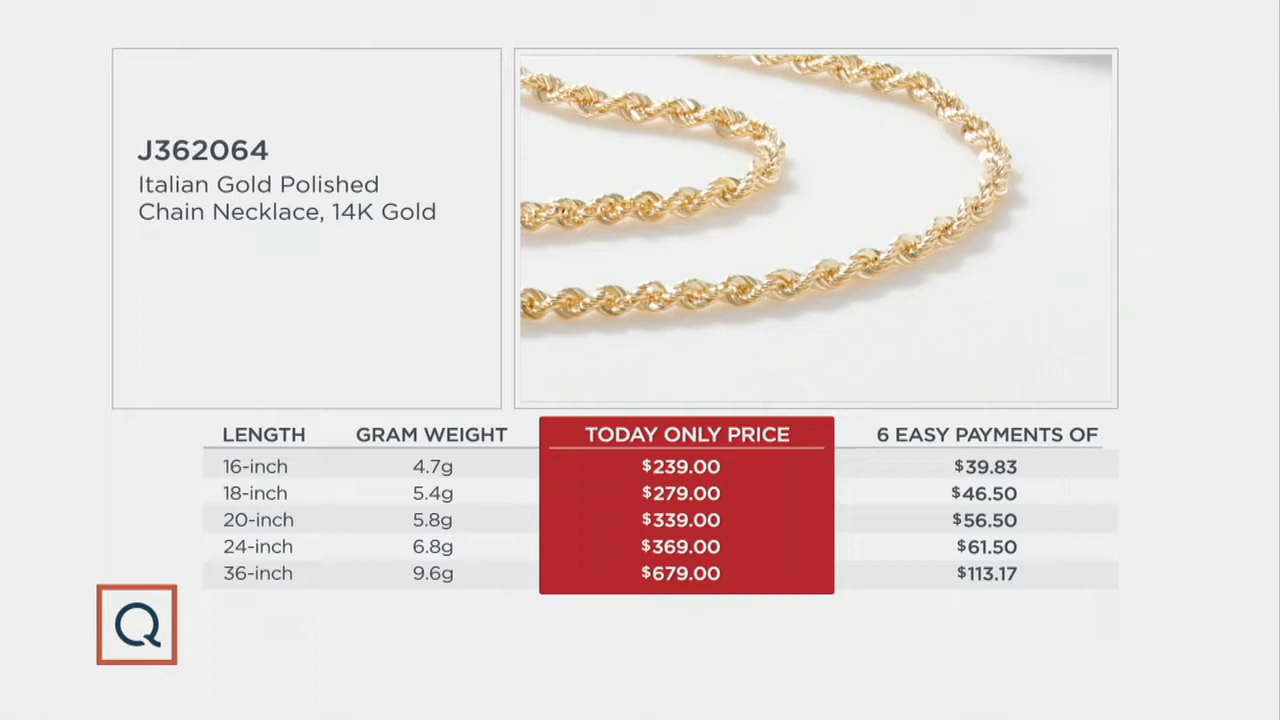 J362064
Italian Gold Polished
Chain Necklace, 14K Gold
LENGTH GRAM WEIGHT TODAY ONLY PRICE 6 EASY PAYMENTS OF
16-inch 4.7g $239.00 $39.83
18-inch 5.4g $279.00 $46.50
20-inch 5.8g $339.00 $56.50
24-inch 6.8g $369.00 $61.50
36-inch 9.6g $679.00 $113.17
Q